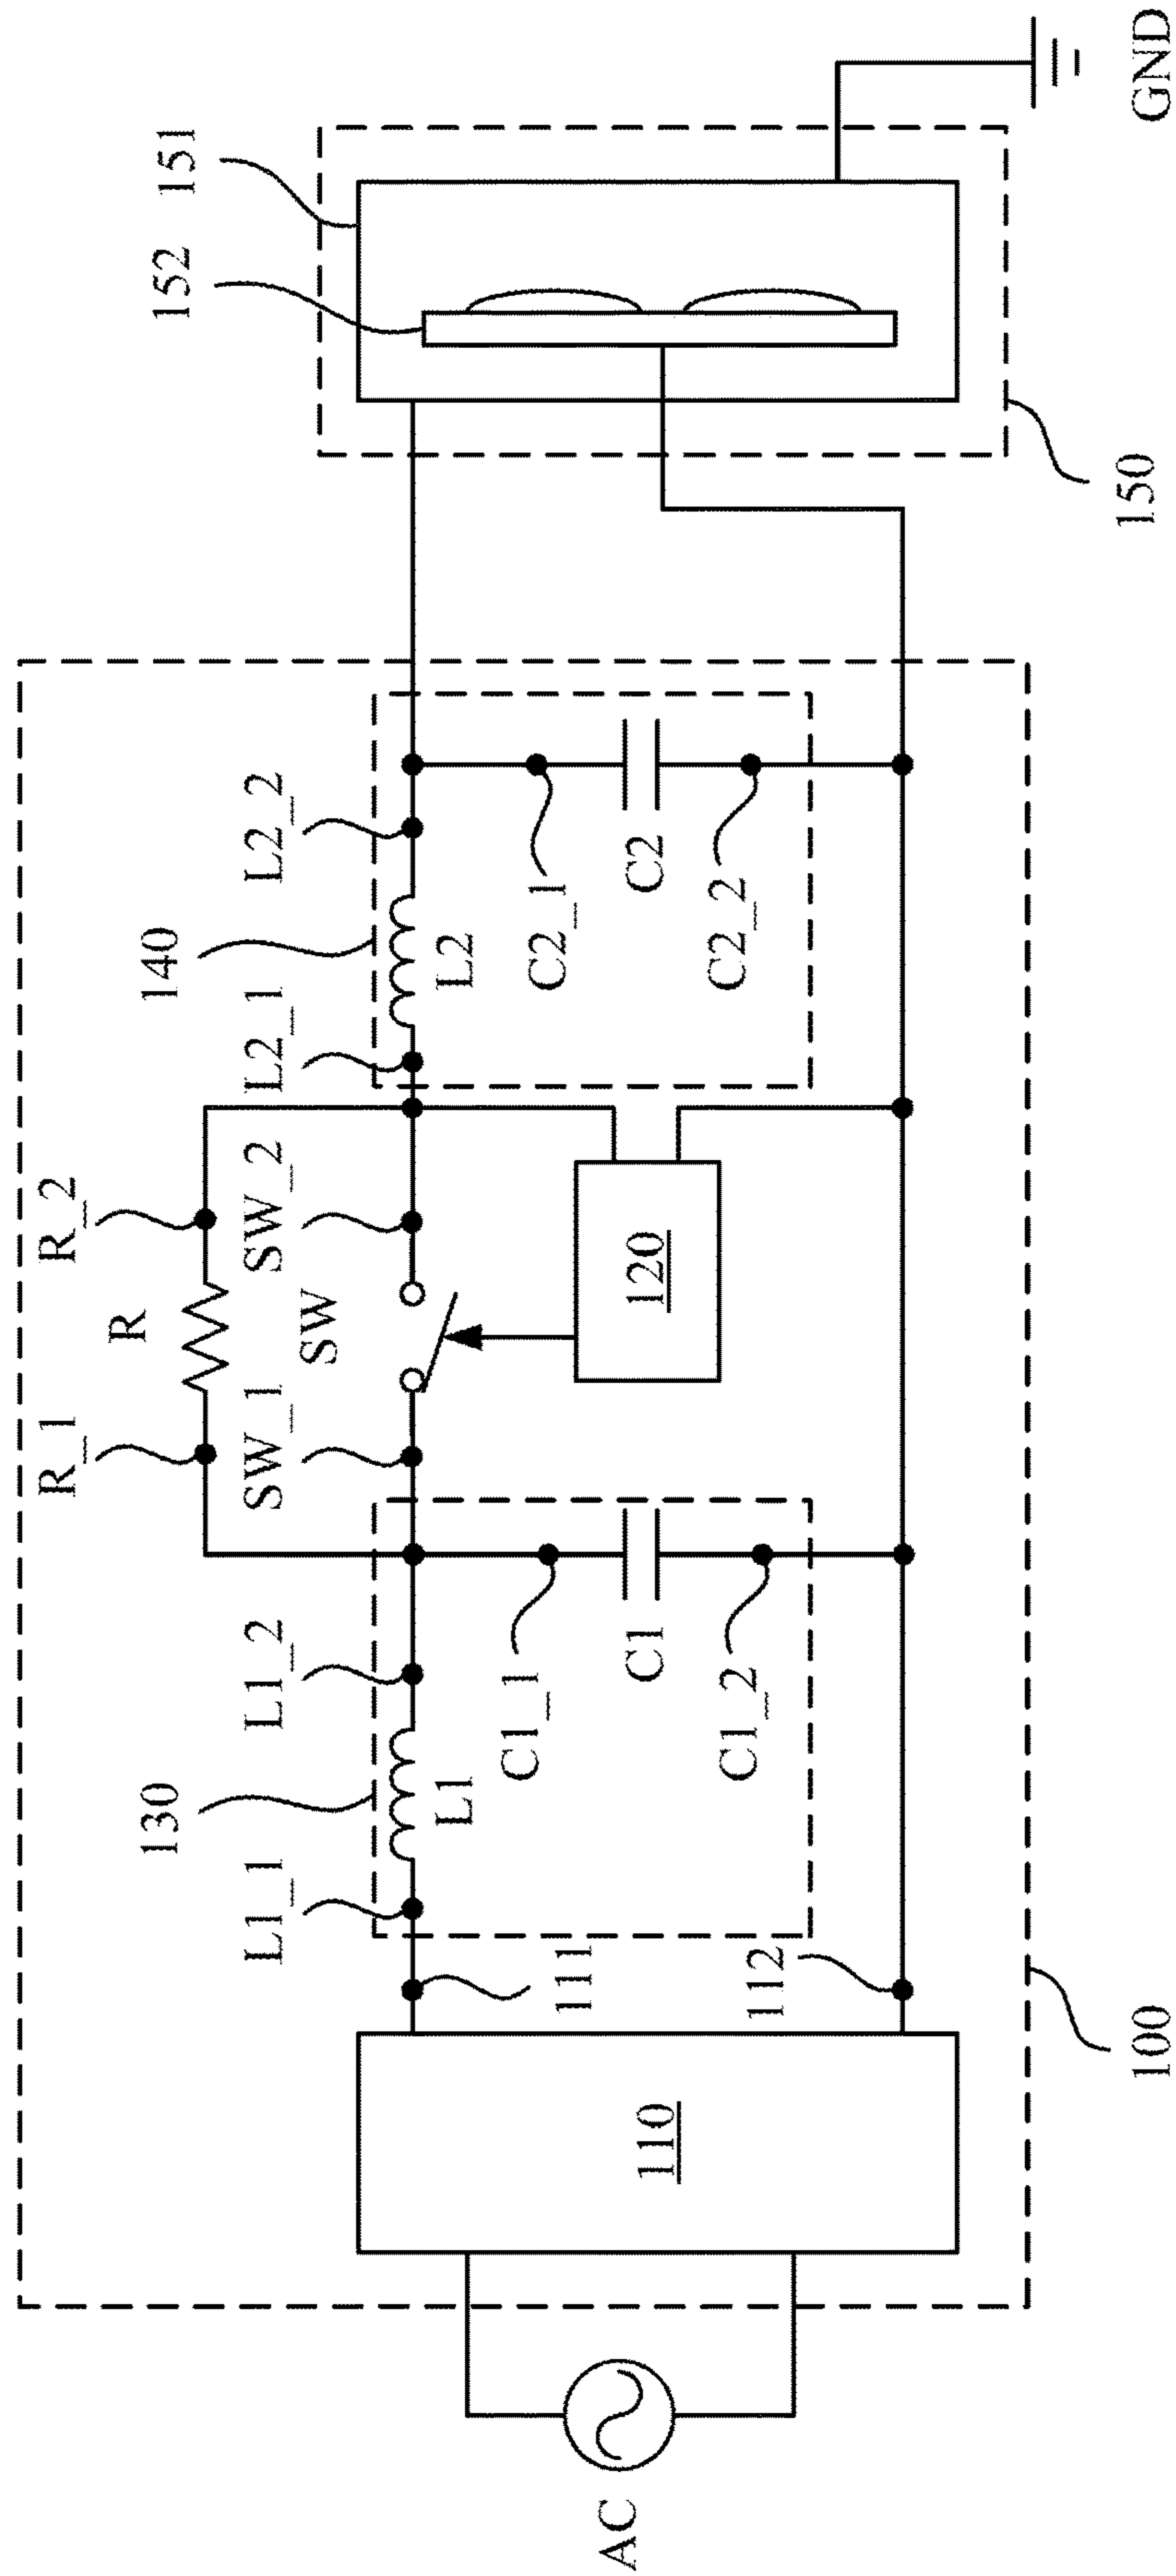 R_1
R
R_2
130
140
152
151
L1_1
L1_2
SW_1
SW
SW_2
L2_1
L2_2
L1
L2
111
C1_1
C2_1
AC
110
C1
120
C2
112
C1_2
C2_2
100
150
GND